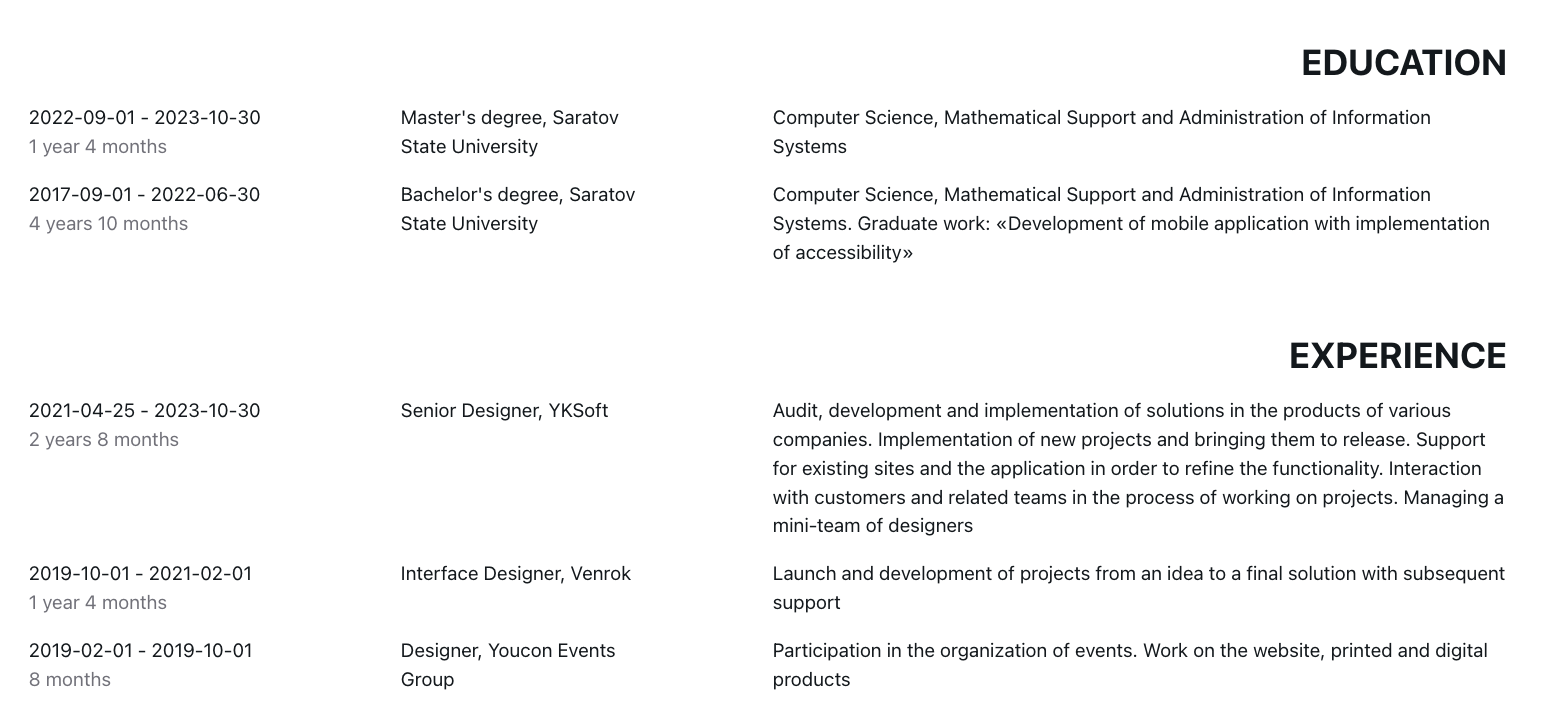 EDUCATION
2022-09-01 - 2023-10-30
1 year 4 months
Master's degree, Saratov
State University
Computer Science, Mathematical Support and Administration of Information
Systems
2017-09-01 - 2022-06-30
4 years 10 months
Bachelor's degree, Saratov
State University
Computer Science, Mathematical Support and Administration of Information
Systems. Graduate work: «Development of mobile application with implementation
of accessibility»
EXPERIENCE
2021-04-25 - 2023-10-30
2 years 8 months
Senior Designer, YKSoft
Audit, development and implementation of solutions in the products of various
companies. Implementation of new projects and bringing them to release. Support
for existing sites and the application in order to refine the functionality. Interaction
with customers and related teams in the process of working on projects. Managing a
mini-team of designers
2019-10-01 - 2021-02-01
1 year 4 months
Interface Designer, Venrok
Launch and development of projects from an idea to a final solution with subsequent
support
2019-02-01 - 2019-10-01
8 months
Designer, Youcon Events
Group
Participation in the organization of events. Work on the website, printed and digital
products